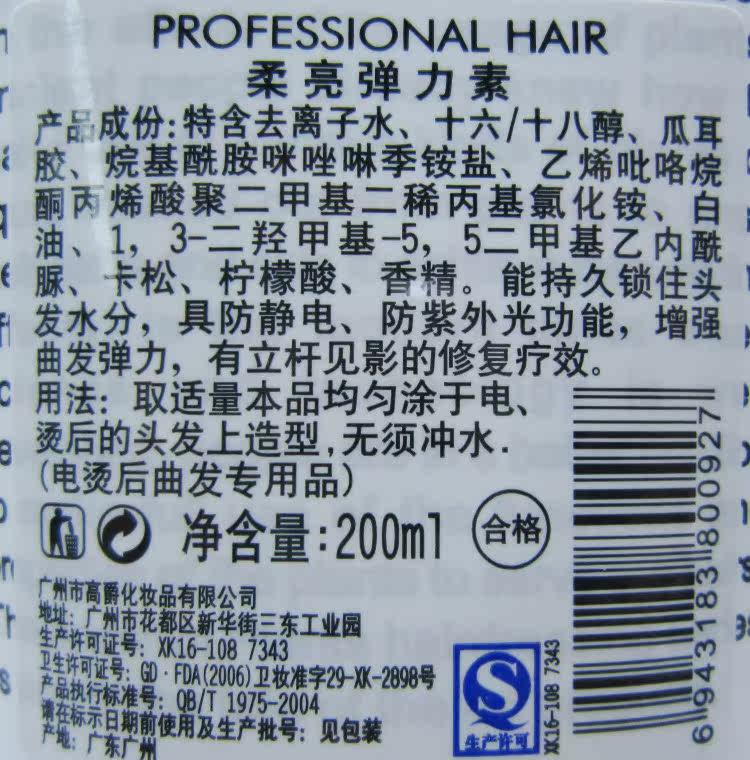 PROFESSIONAL HAIR
柔亮弹力素
产品成份:特含去离子水、十六/十八醇、瓜耳
胶、烷基酰胺咪唑啉季铵盐、乙烯吡咯烷
酮丙烯酸聚二甲基二稀丙基氯化铵、白
油、1,3-二羟甲基-5,5二甲基乙内酰
脲、卡松、柠檬酸、香精。能持久锁住头
发水分,具防静电、防紫外光功能,增强
曲发弹力,有立杆见影的修复疗效。
用法:取适量本品均匀涂于电、
烫后的头发上造型,无须冲水.
(电烫后曲发专用品)
净含量:200ml
合格
广州市高爵化妆品有限公司
地址:广州市花都区新华街三东工业园
生产许可证号:XK16-108 7343
卫生许可证号:GD·FDA(2006)卫妆准字29-XK-2898号
产品执行标准号:QB/T 1975-2004
请在标示日期前使用及生产批号:见包装
产地:广东广州
生产许可
XK16-108 7343
6943183800927